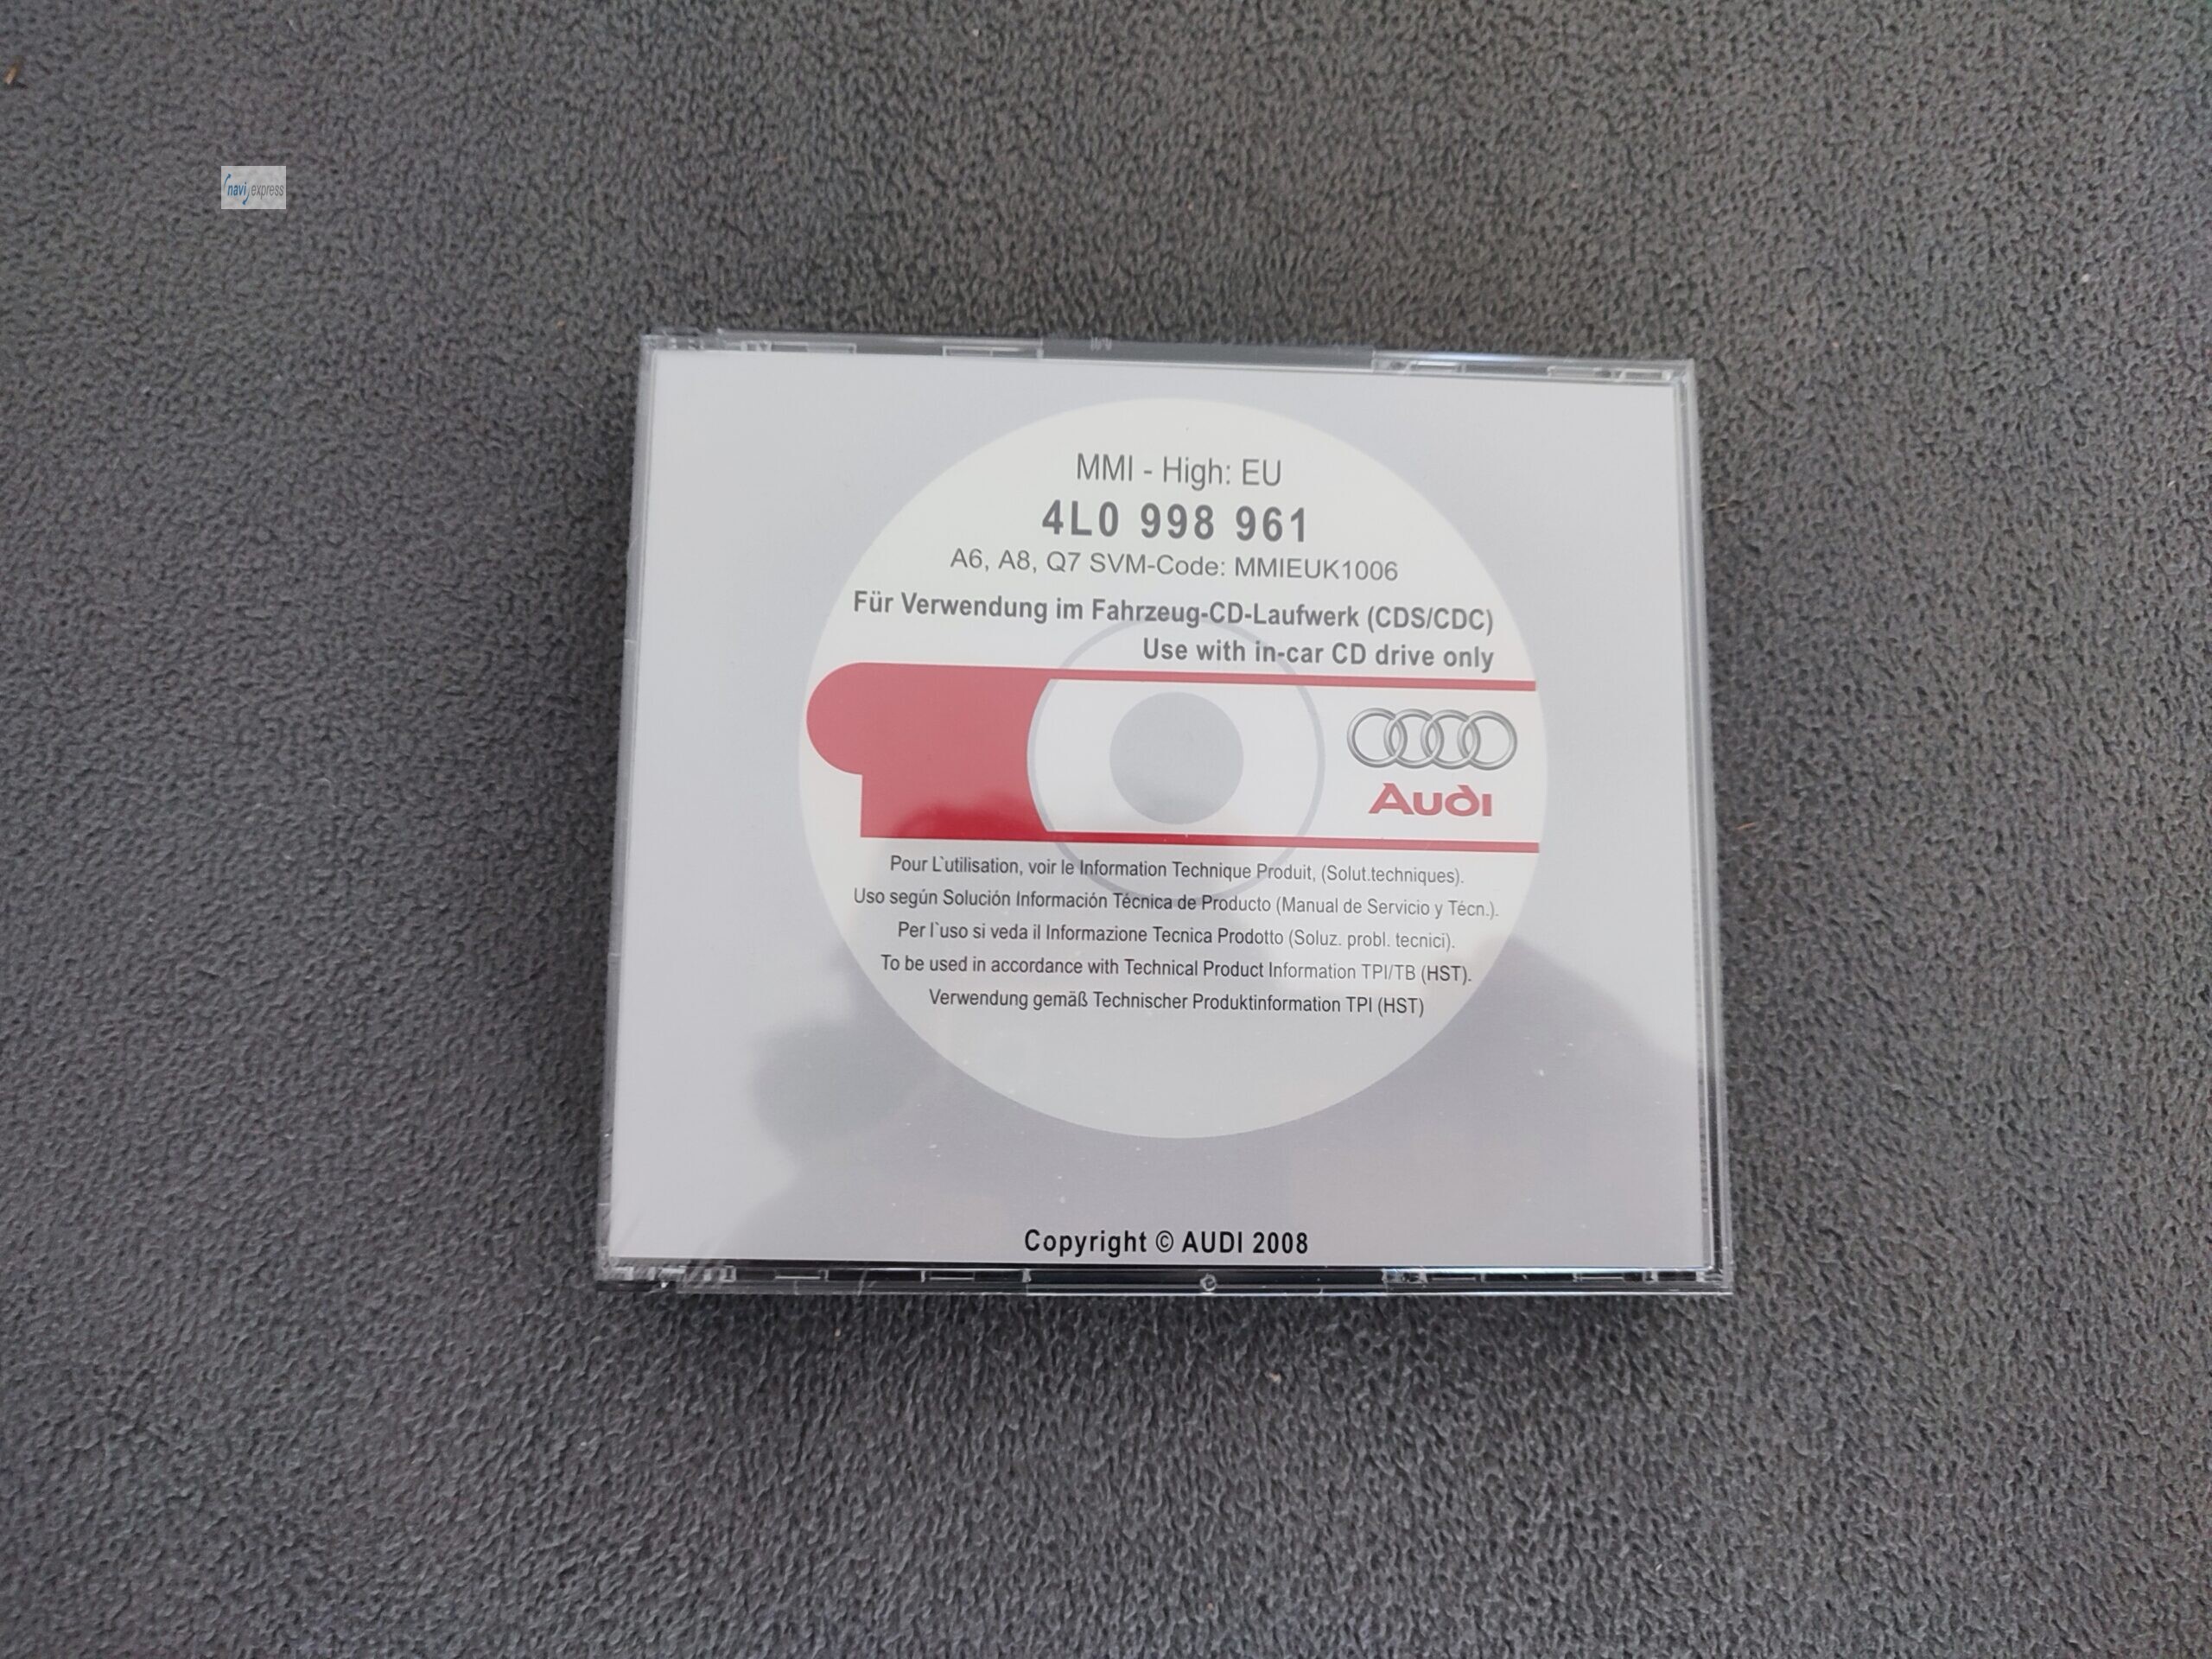 navi express
MMI - High: EU
4L0 998 961
A6, A8, Q7 SVM-Code: MMIEUK1006
Für Verwendung im Fahrzeug-CD-Laufwerk (CDS/CDC)
Use with in-car CD drive only
Audi
Pour L`utilisation, voir le Information Technique Produit, (Solut.techniques).
Uso según Solución Información Técnica de Producto (Manual de Servicio y Técn.).
Per l`uso si veda il Informazione Tecnica Prodotto (Soluz. probl. tecnici).
To be used in accordance with Technical Product Information TPI/TB (HST).
Verwendung gemäß Technischer Produktinformation TPI (HST)
Copyright © AUDI 2008